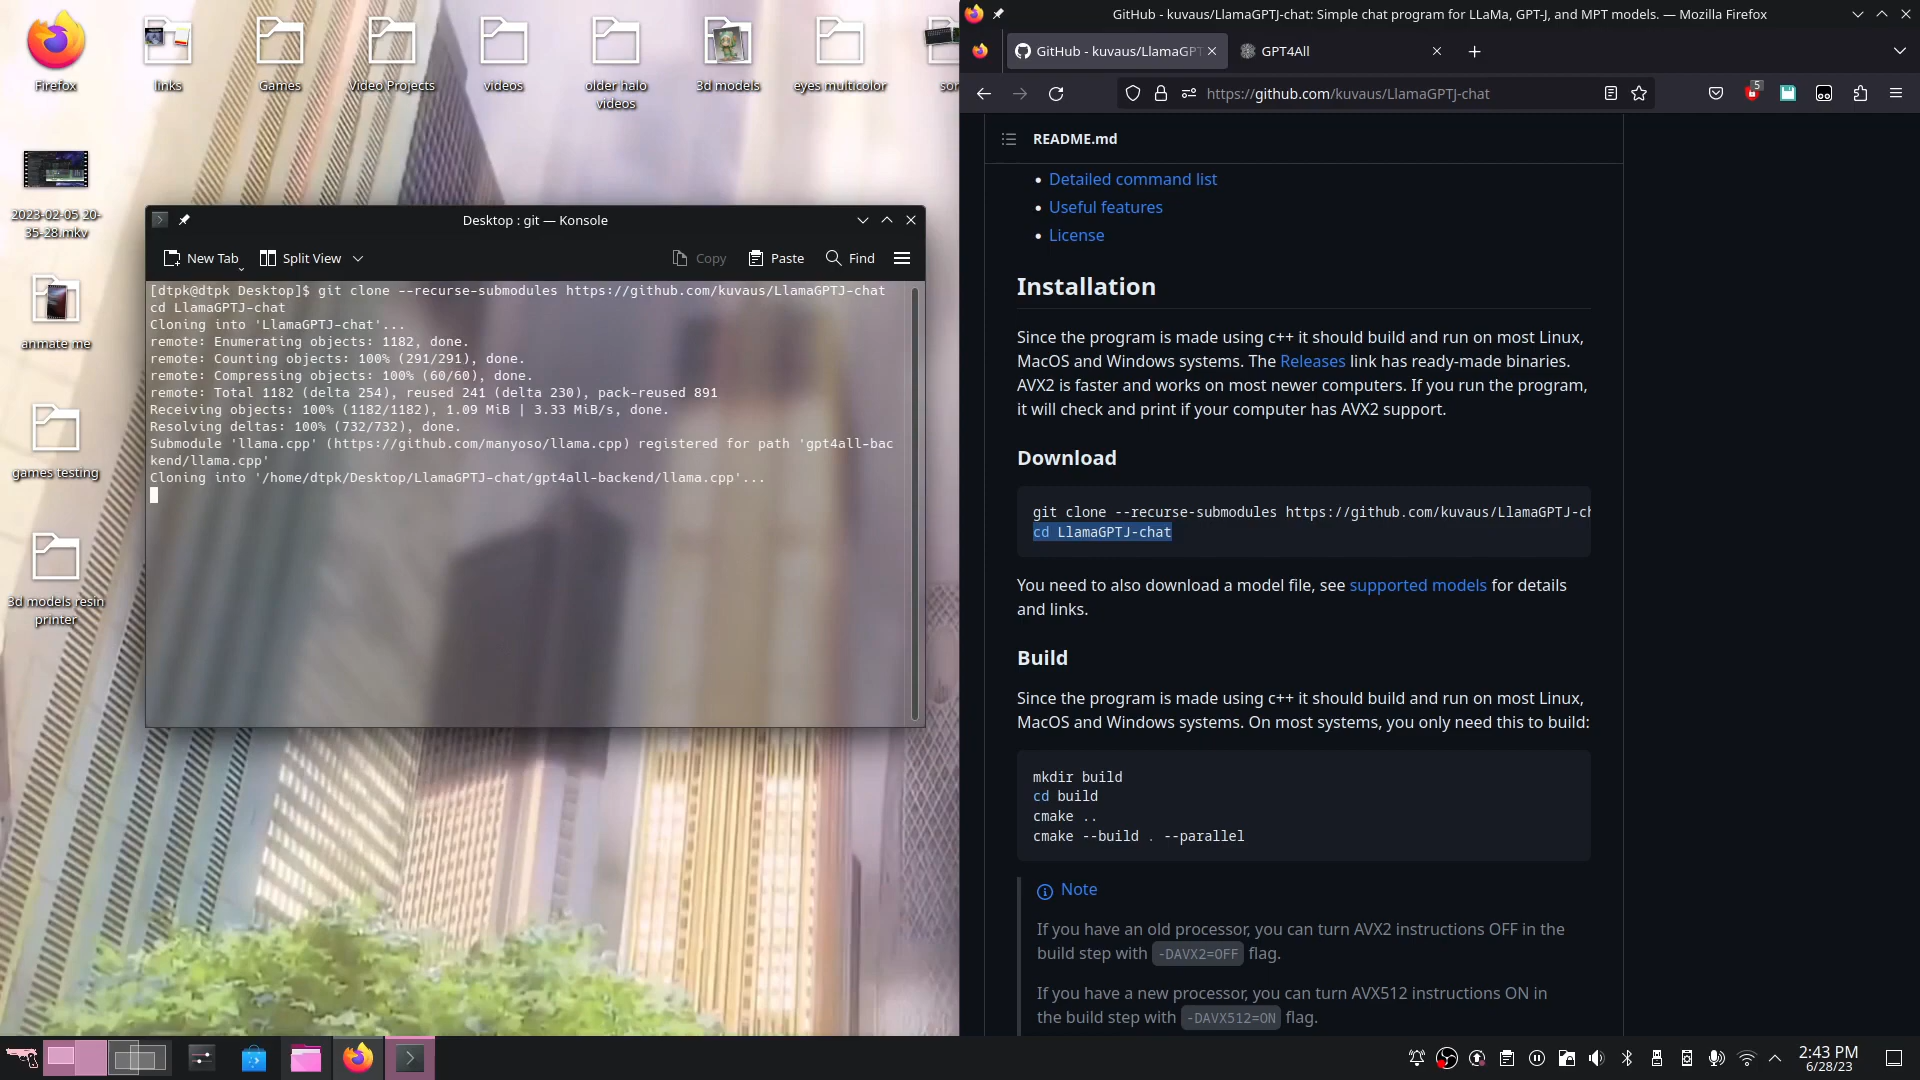 Firefox
links
Games
Video Projects
videos
older halo
videos
3d models
eyes multicolor
2023-02-05 20-
35-28.mkv
anmate me
games testing
3d models resin
printer
Desktop : git — Konsole
New Tab
Split View
Copy
Paste
Find
[dtpk@dtpk Desktop]$ git clone --recurse-submodules https://github.com/kuvaus/LlamaGPTJ-chat
cd LlamaGPTJ-chat
Cloning into 'LlamaGPTJ-chat'...
remote: Enumerating objects: 1182, done.
remote: Counting objects: 100% (291/291), done.
remote: Compressing objects: 100% (60/60), done.
remote: Total 1182 (delta 254), reused 241 (delta 230), pack-reused 891
Receiving objects: 100% (1182/1182), 1.09 MiB | 3.33 MiB/s, done.
Resolving deltas: 100% (732/732), done.
Submodule 'llama.cpp' (https://github.com/manyoso/llama.cpp) registered for path 'gpt4all-bac
kend/llama.cpp'
Cloning into '/home/dtpk/Desktop/LlamaGPTJ-chat/gpt4all-backend/llama.cpp'...
GitHub - kuvaus/LlamaGPTJ-chat: Simple chat program for LLaMa, GPT-J, and MPT models. — Mozilla Firefox
GitHub - kuvaus/LlamaGPT
GPT4All
https://github.com/kuvaus/LlamaGPTJ-chat
5
README.md
Detailed command list
Useful features
License
Installation
Since the program is made using c++ it should build and run on most Linux,
MacOS and Windows systems. The Releases link has ready-made binaries.
AVX2 is faster and works on most newer computers. If you run the program,
it will check and print if your computer has AVX2 support.
Download
git clone --recurse-submodules https://github.com/kuvaus/LlamaGPTJ-ch
cd LlamaGPTJ-chat
You need to also download a model file, see supported models for details
and links.
Build
Since the program is made using c++ it should build and run on most Linux,
MacOS and Windows systems. On most systems, you only need this to build:
mkdir build
cd build
cmake ..
cmake --build . --parallel
Note
If you have an old processor, you can turn AVX2 instructions OFF in the
build step with -DAVX2=OFF flag.
If you have a new processor, you can turn AVX512 instructions ON in
the build step with -DAVX512=ON flag.
2:43 PM
6/28/23